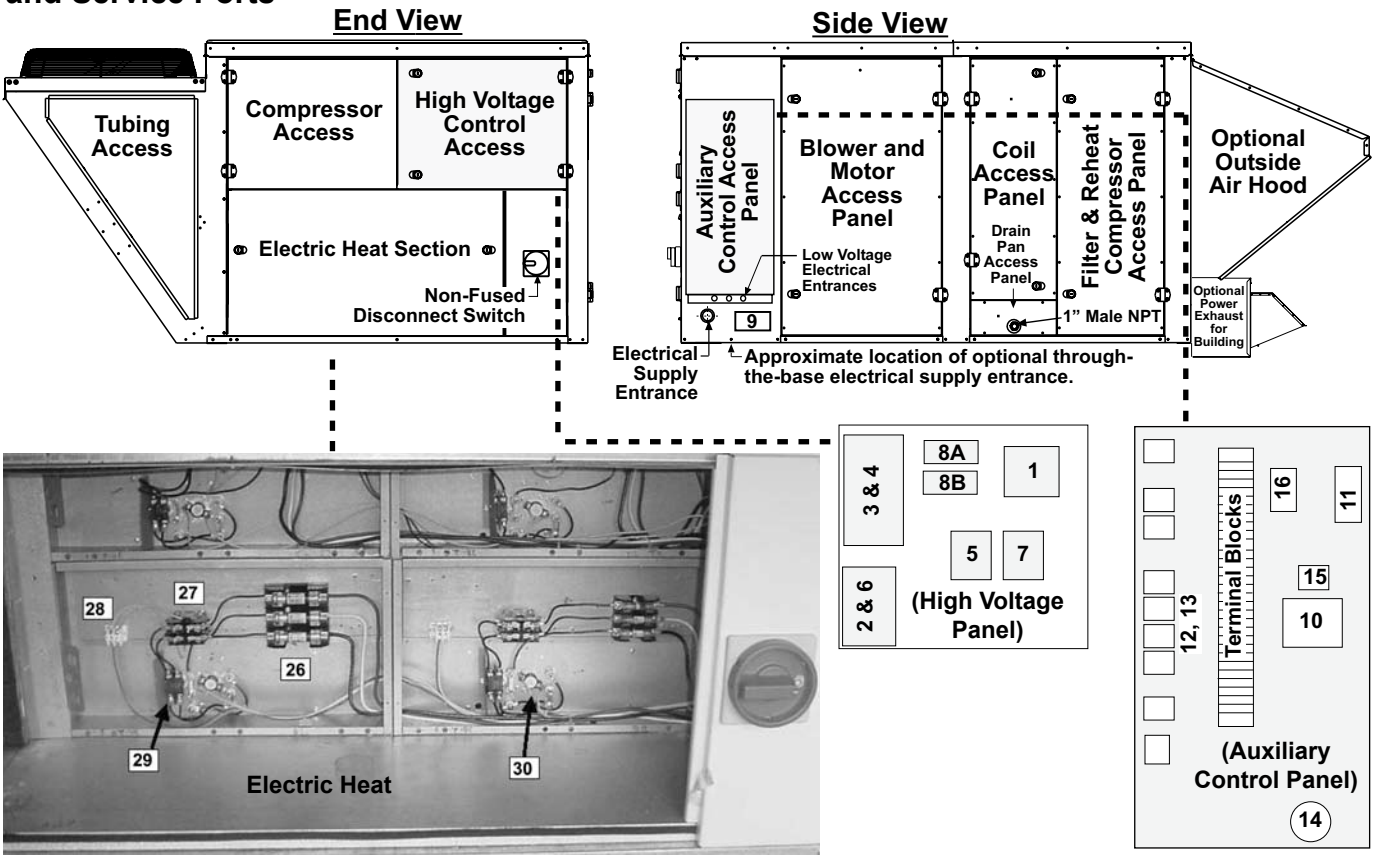 and Service Ports
End View
Side View
Tubing
Access
Compressor
Access
High Voltage
Control
Access
Electric Heat Section
Non-Fused
Disconnect Switch
Auxiliary
Control Access
Panel
Low Voltage
Electrical
Entrances
9
Electrical
Supply
Entrance
Approximate location of optional through-
the-base electrical supply entrance.
Blower and
Motor
Access
Panel
Coil
Access
Panel
Drain
Pan
Access
Panel
1” Male NPT
Filter & Reheat
Compressor
Access Panel
Optional
Outside
Air Hood
Optional
Power
Exhaust
for
Building
27
28
26
29
30
Electric Heat
3 & 4
8A
8B
1
5
7
2 & 6
(High Voltage
Panel)
12, 13
Terminal Blocks
16
11
15
10
(Auxiliary
Control Panel)
14